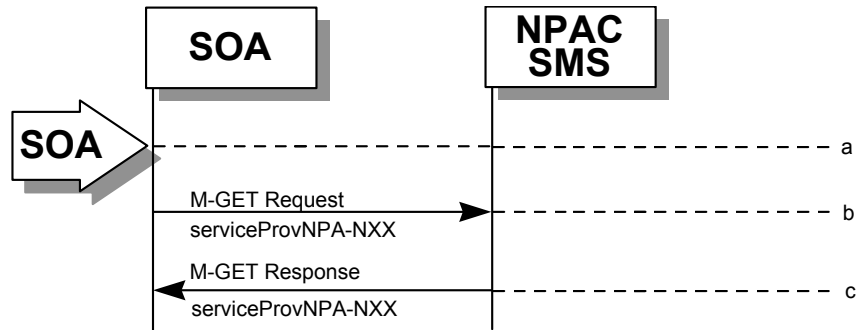 SOA
NPAC
SMS
SOA
a
M-GET Request
serviceProvNPA-NXX
b
M-GET Response
serviceProvNPA-NXX
c